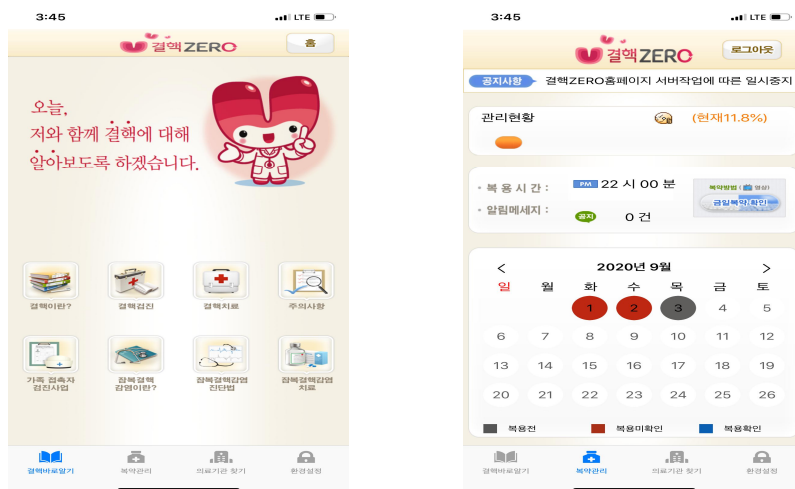 3:45
LTE
결핵ZERO
홈
오늘,
저와 함께 결핵에 대해
알아보도록 하겠습니다.
결핵이란?
결핵검진
결핵치료
주의사항
가족 접촉자
검진사업
잠복결핵
감염이란?
잠복결핵감염
진단법
잠복결핵감염
치료
결핵바로알기
복약관리
의료기관 찾기
환경설정
3:45
LTE
결핵ZERO
로그아웃
공지사항
결핵ZERO홈페이지 서버작업에 따른 일시중지
관리현황
(현재11.8%)
복용시간 :
PM 22 시 00 분
복약방법 ( 영상)
금일복약 확인
알림메세지 :
공지 0 건
< 2020년 9월 >
일 월 화 수 목 금 토
1 2 3 4 5
6 7 8 9 10 11 12
13 14 15 16 17 18 19
20 21 22 23 24 25 26
복용전 복용미확인 복용확인
결핵바로알기
복약관리
의료기관 찾기
환경설정